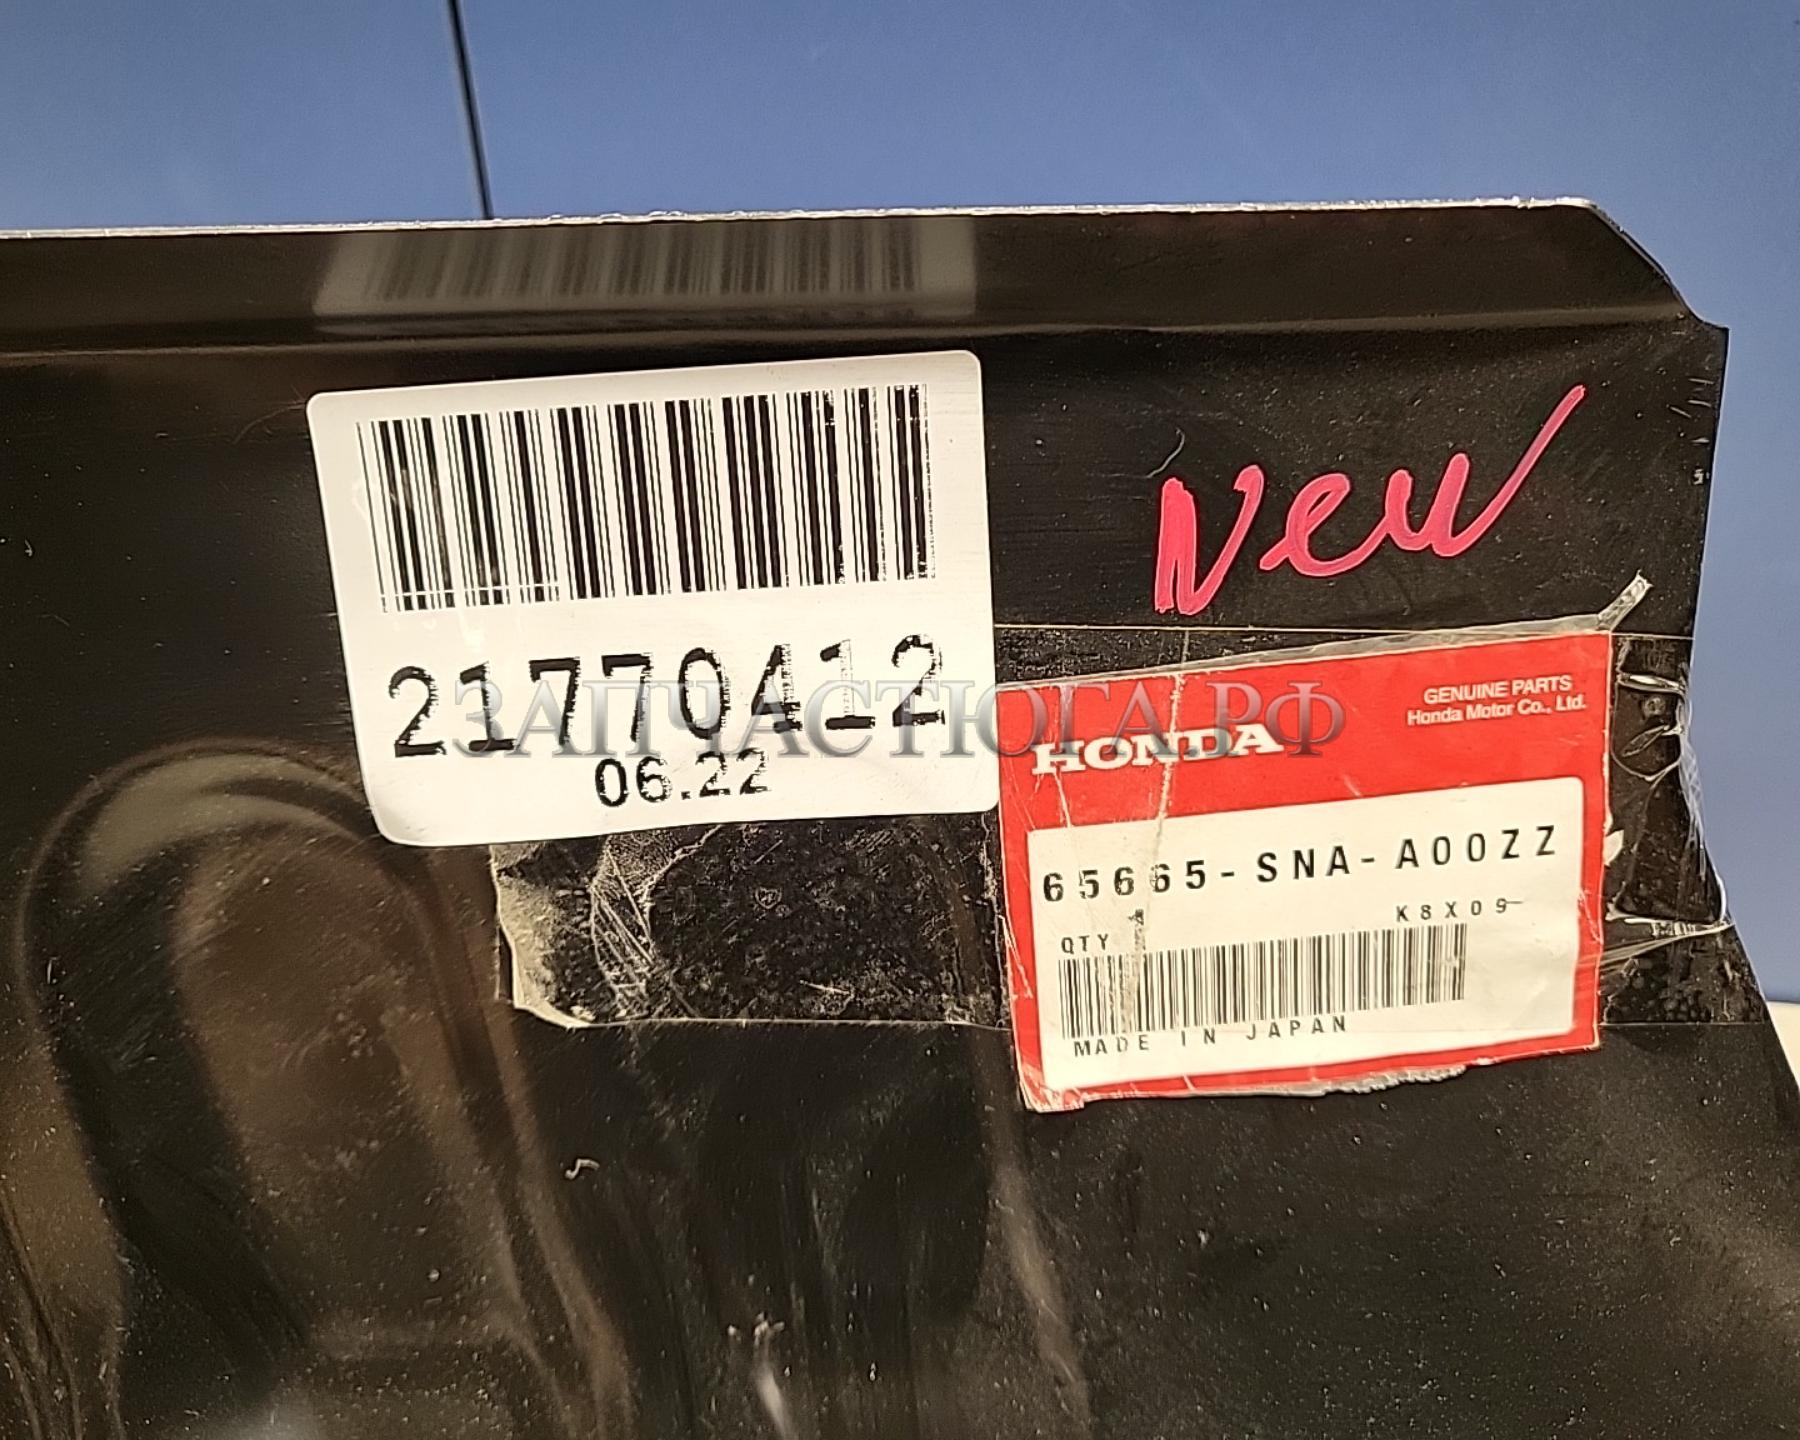 New
21770412
06.22
ЗАПЧАСТЮГА.РФ
GENUINE PARTS
Honda Motor Co., Ltd.
HONDA
65665-SNA-A00ZZ
QTY 1
K8X09
MADE IN JAPAN